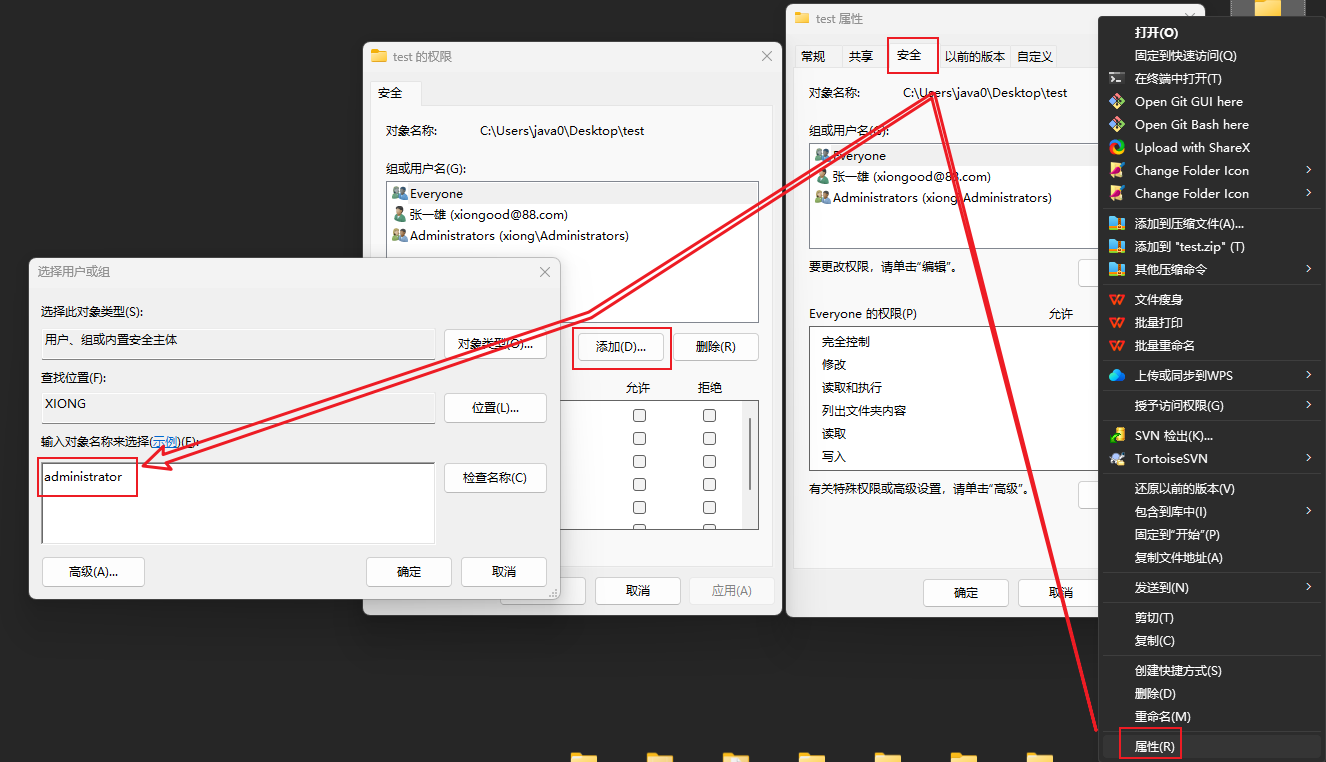 选择用户或组
选择此对象类型(S):
用户、组或内置安全主体
对象类型(O)...
查找位置(F):
XIONG
位置(L)...
输入对象名称来选择(示例)(E):
administrator
检查名称(C)
高级(A)...
确定
取消
test 的权限
安全
对象名称:
C:\Users\java0\Desktop\test
组或用户名(G):
Everyone
张一雄 (xiongood@88.com)
Administrators (xiong\Administrators)
添加(D)...
删除(R)
允许
拒绝
取消
应用(A)
test 属性
常规
共享
安全
以前的版本
自定义
对象名称:
C:\Users\java0\Desktop\test
组或用户名(G):
Everyone
张一雄 (xiongood@88.com)
Administrators (xiong\Administrators)
要更改权限，请单击“编辑”。
Everyone 的权限(P)
允许
完全控制
修改
读取和执行
列出文件夹内容
读取
写入
有关特殊权限或高级设置，请单击“高级”。
确定
取消
打开(O)
固定到快速访问(Q)
在终端中打开(T)
Open Git GUI here
Open Git Bash here
Upload with ShareX
Change Folder Icon
Change Folder Icon
添加到压缩文件(A)...
添加到 "test.zip" (T)
其他压缩命令
文件瘦身
批量打印
批量重命名
上传或同步到WPS
授予访问权限(G)
SVN 检出(K)...
TortoiseSVN
还原以前的版本(V)
包含到库中(I)
固定到“开始”(P)
复制文件地址(A)
发送到(N)
剪切(T)
复制(C)
创建快捷方式(S)
删除(D)
重命名(M)
属性(R)